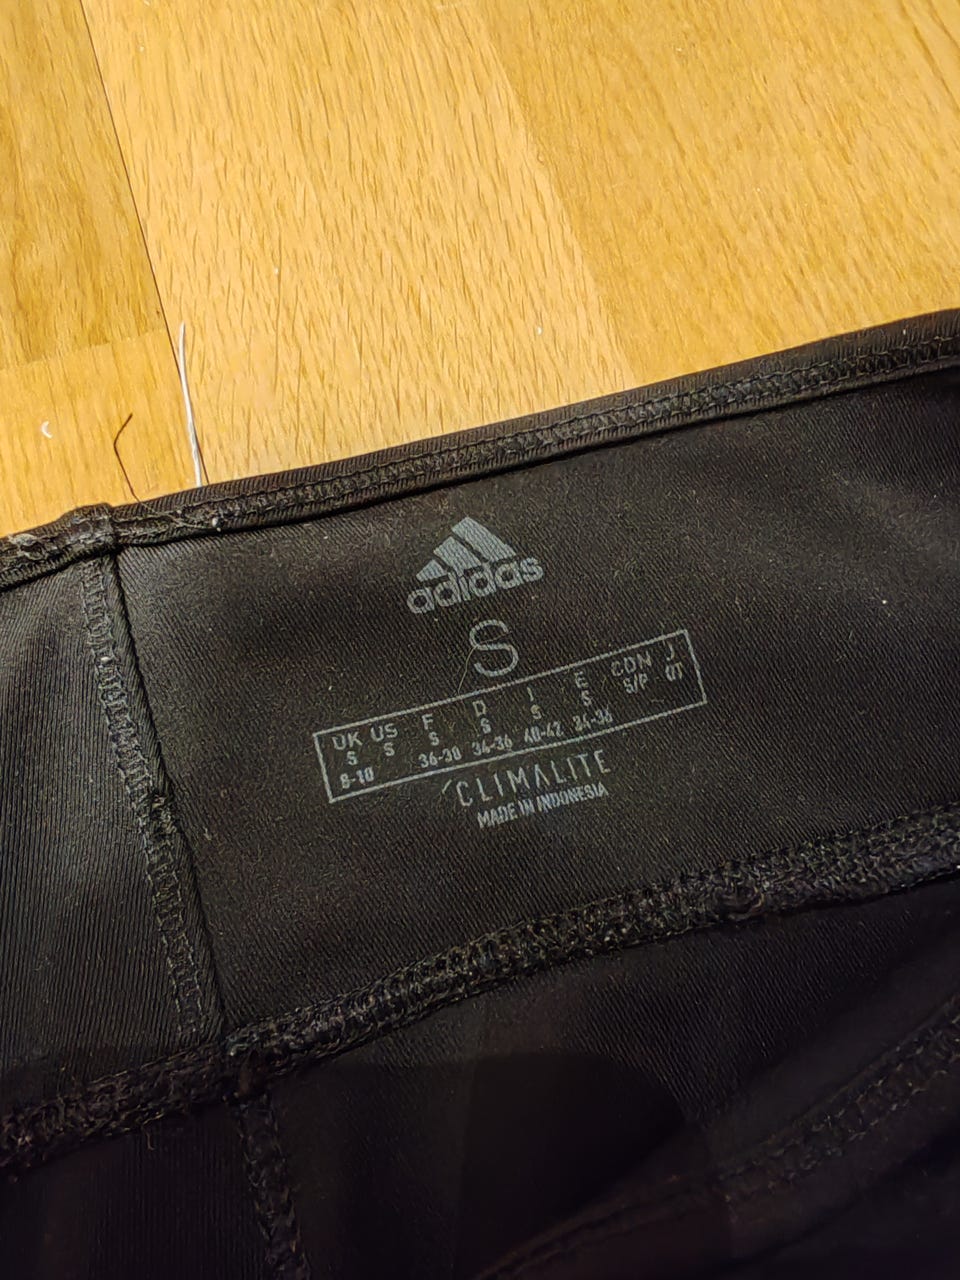 adidas
S
UK US F D I E CDN J
S S S S S S S/P OT
8-10 36-38 34-36 40-42 34-36
CLIMALITE
MADE IN INDONESIA